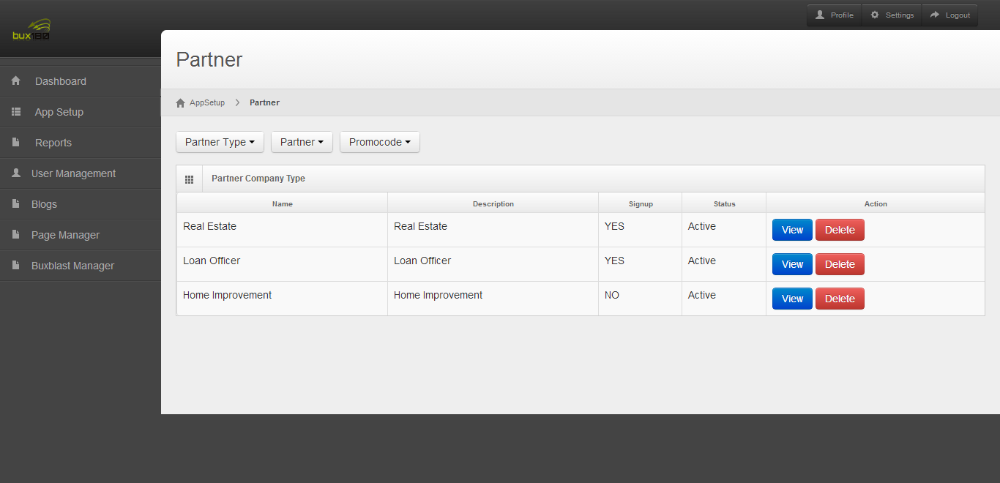 bux180
Profile Settings Logout
Partner
Dashboard
App Setup
Reports
User Management
Blogs
Page Manager
Buxblast Manager
AppSetup Partner
Partner Type Partner Promocode
Partner Company Type
Name Description Signup Status Action
Real Estate Real Estate YES Active View Delete
Loan Officer Loan Officer YES Active View Delete
Home Improvement Home Improvement NO Active View Delete